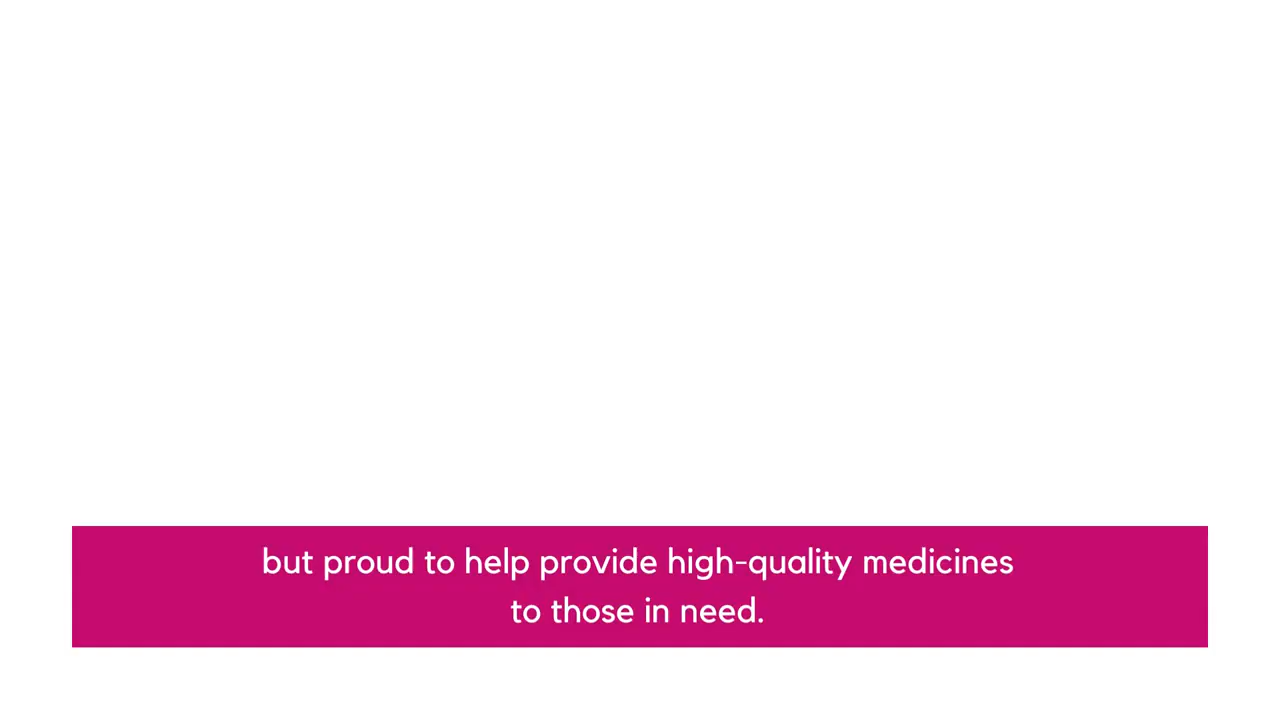 but proud to help provide high-quality medicines
to those in need.